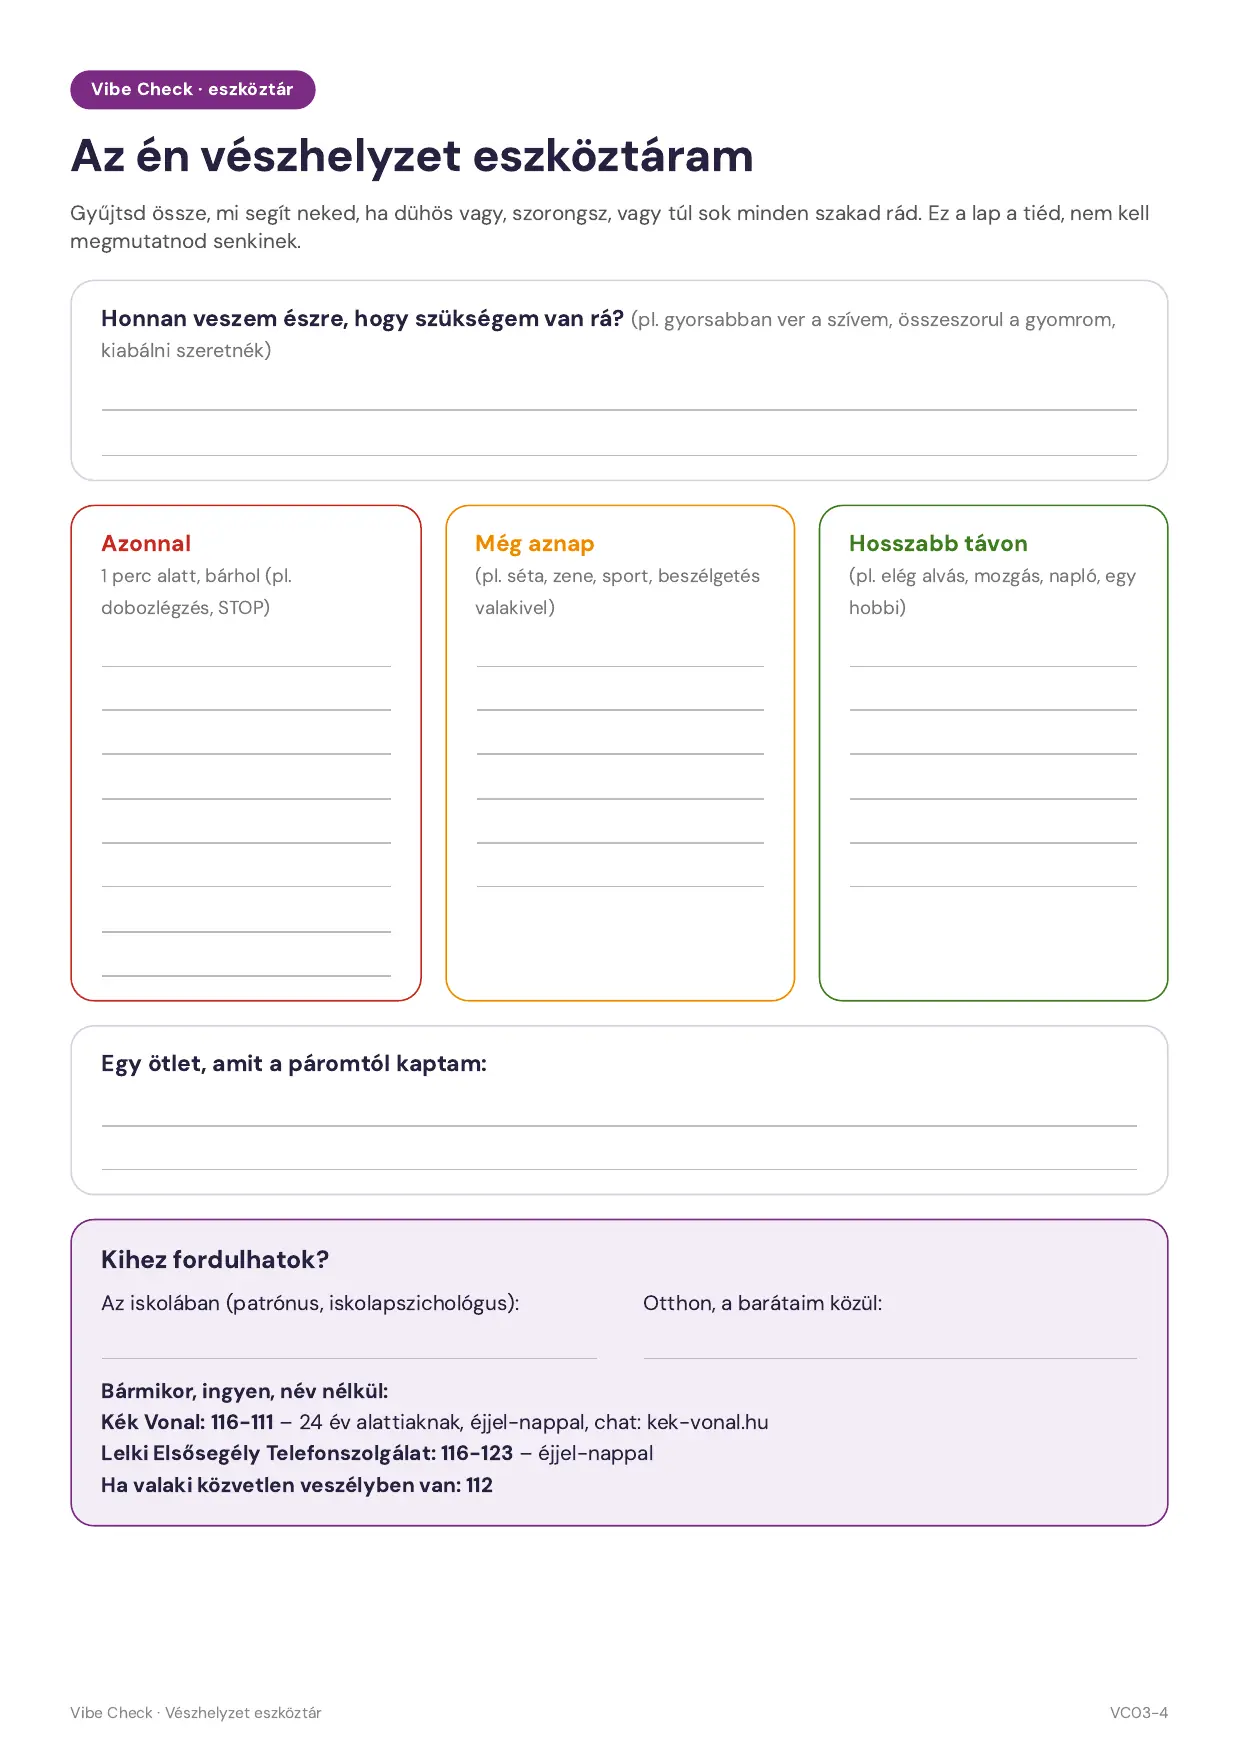 Vibe Check · eszköztár
Az én vészhelyzet eszköztáram
Gyűjtsd össze, mi segít neked, ha dühös vagy, szorongsz, vagy túl sok minden szakad rád. Ez a lap a tiéd, nem kell
megmutatnod senkinek.
Honnan veszem észre, hogy szükségem van rá? (pl. gyorsabban ver a szívem, összeszorul a gyomrom,
kiabálni szeretnék)
Azonnal
1 perc alatt, bárhol (pl.
dobozlégzés, STOP)
Még aznap
(pl. séta, zene, sport, beszélgetés
valakivel)
Hosszabb távon
(pl. elég alvás, mozgás, napló, egy
hobbi)
Egy ötlet, amit a páromtól kaptam:
Kihez fordulhatok?
Az iskolában (patrónus, iskolapszichológus):
Otthon, a barátaim közül:
Bármikor, ingyen, név nélkül:
Kék Vonal: 116-111 – 24 év alattiaknak, éjjel-nappal, chat: kek-vonal.hu
Lelki Elsősegély Telefonszolgálat: 116-123 – éjjel-nappal
Ha valaki közvetlen veszélyben van: 112
Vibe Check · Vészhelyzet eszköztár
VC03-4